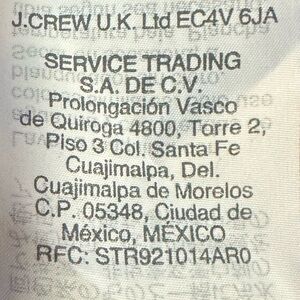 J.CREW U.K. Ltd EC4V 6JA
SERVICE TRADING
S.A. DE C.V.
Prolongación Vasco
de Quiroga 4800, Torre 2,
Piso 3 Col. Santa Fe
Cuajimalpa, Del.
Cuajimalpa de Morelos
C.P. 05348, Ciudad de
México, MÉXICO
RFC: STR921014AR0